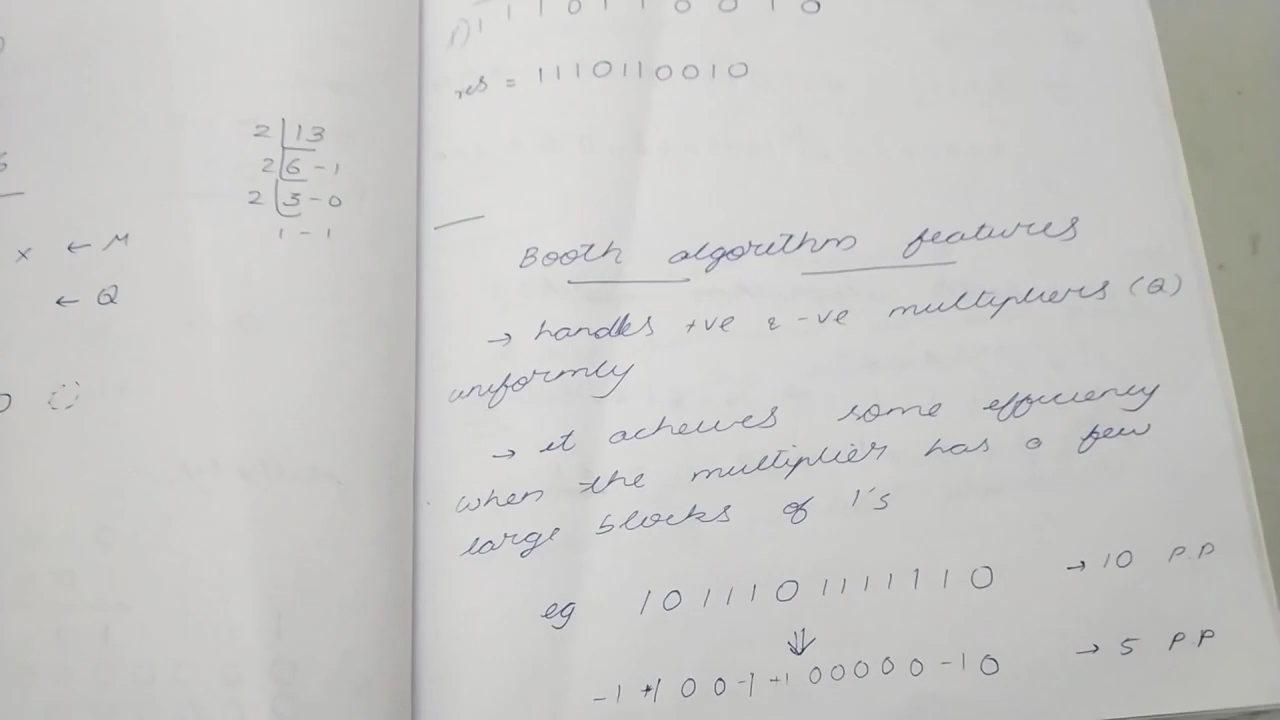 2 | 13
2 | 6 - 1
2 | 3 - 0
1 - 1
x ← M
← Q
res = 1110110010
Booth algorithm features
→ handles +ve & -ve multipliers (Q)
uniformly
→ it acheives some efficiency
when the multiplier has a few
large blocks of 1's
eg 1 0 1 1 1 0 1 1 1 1 1 1 0 → 10 P.P
⇓
-1 +1 0 0 -1 +1 0 0 0 0 0 -1 0 → 5 P.P